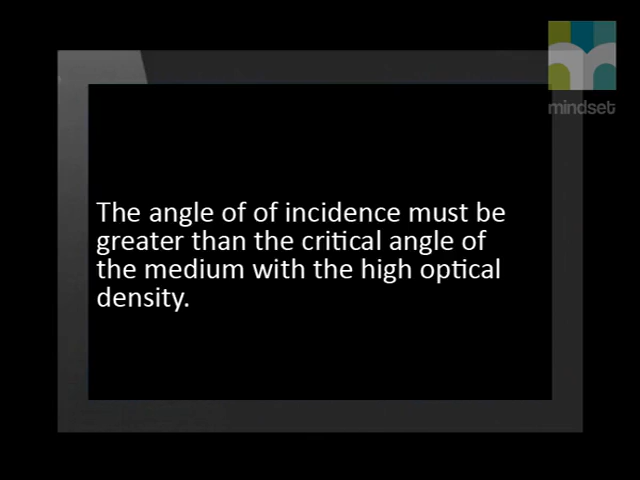 mindset
The angle of of incidence must be
greater than the critical angle of
the medium with the high optical
density.